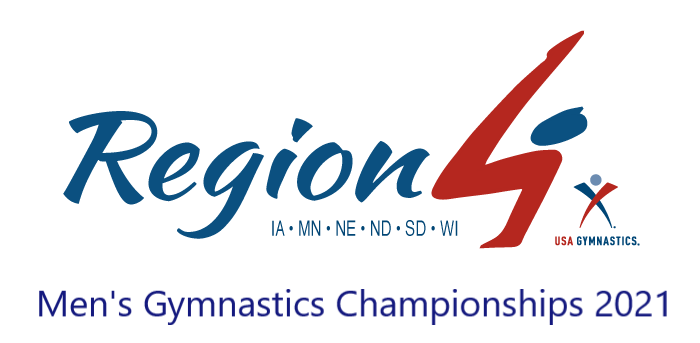 Region 4
IA • MN • NE • ND • SD • WI
USA GYMNASTICS.
Men's Gymnastics Championships 2021